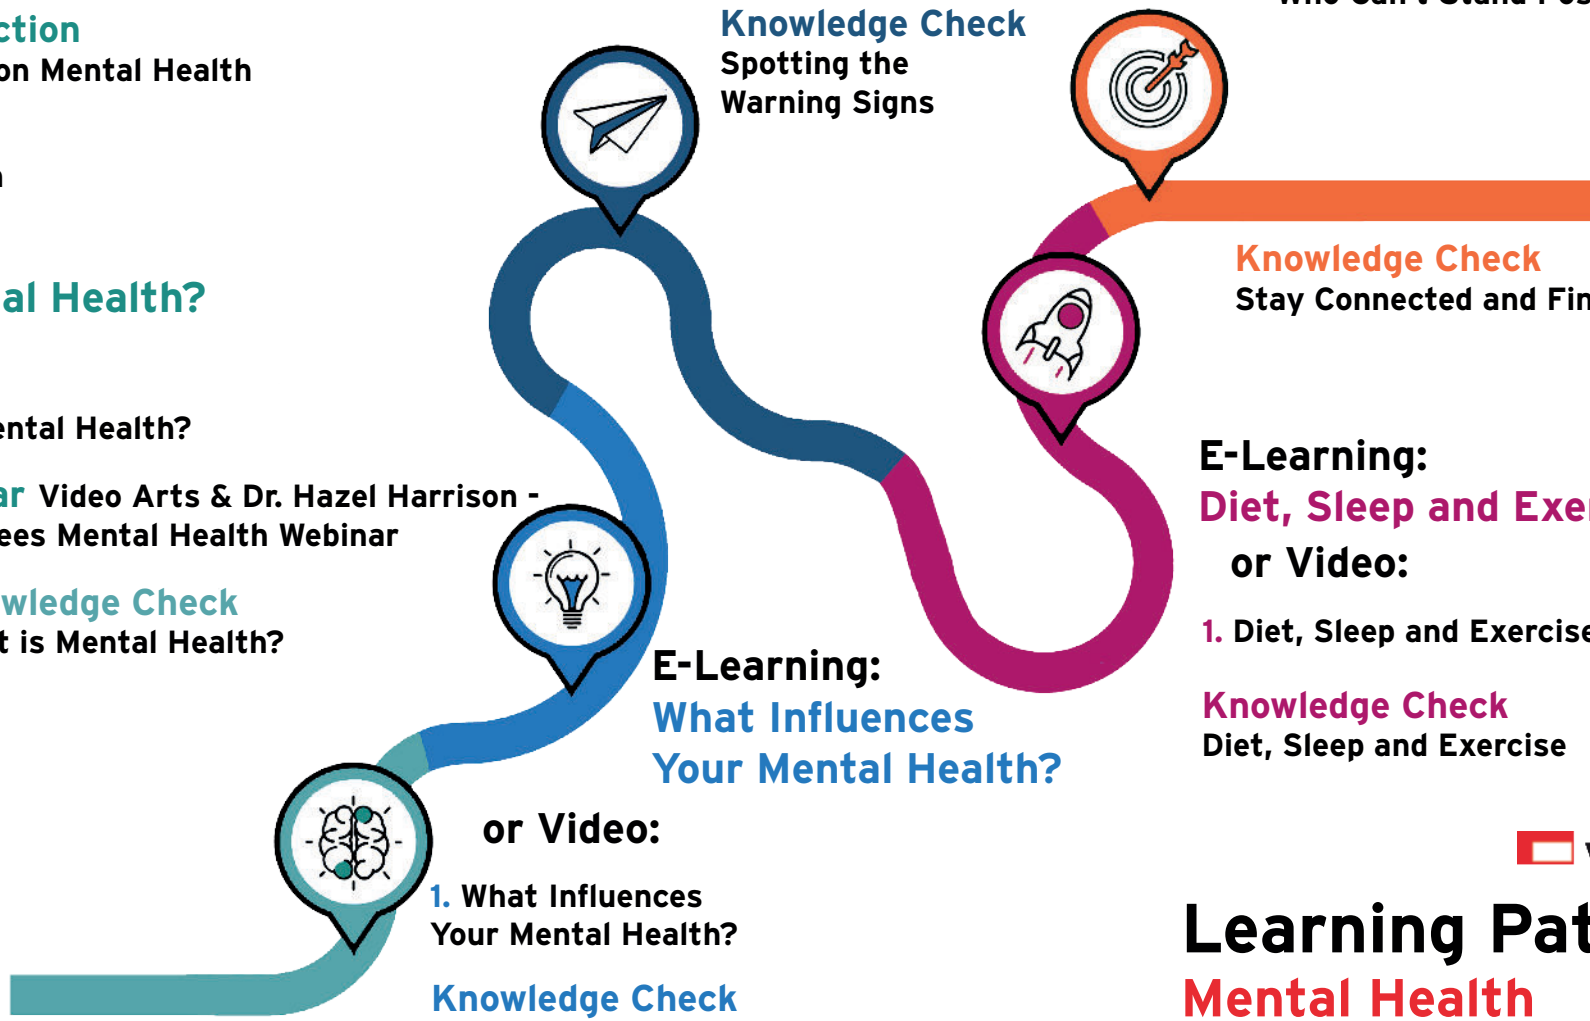 ction
on Mental Health
al Health?
ental Health?
ar Video Arts & Dr. Hazel Harrison -
ees Mental Health Webinar
wledge Check
t is Mental Health?
Knowledge Check
Spotting the
Warning Signs
E-Learning:
What Influences
Your Mental Health?
or Video:
1. What Influences
Your Mental Health?
Knowledge Check
Knowledge Check
Stay Connected and Fin
E-Learning:
Diet, Sleep and Exer
or Video:
1. Diet, Sleep and Exercise
Knowledge Check
Diet, Sleep and Exercise
Learning Pat
Mental Health